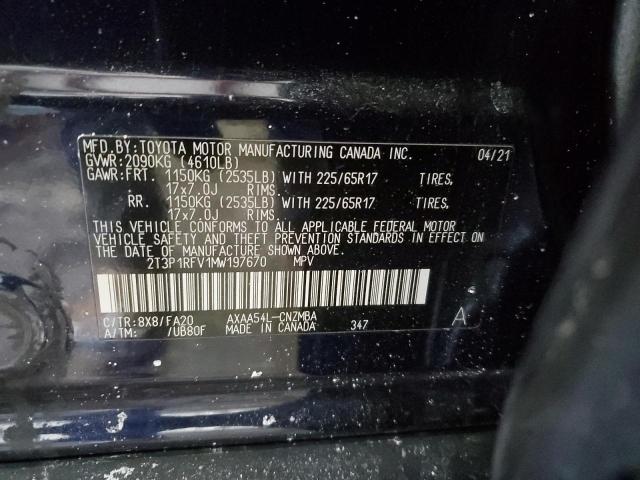 MFD.BY:TOYOTA MOTOR MANUFACTURING CANADA INC. 04/21
GVWR:2090KG (4610LB)
GAWR:FRT. 1150KG (2535LB) WITH 225/65R17 TIRES,
17x7.0J RIMS.
RR. 1150KG (2535LB) WITH 225/65R17 TIRES,
17x7.0J RIMS.
THIS VEHICLE CONFORMS TO ALL APPLICABLE FEDERAL MOTOR
VEHICLE SAFETY AND THEFT PREVENTION STANDARDS IN EFFECT ON
THE DATE OF MANUFACTURE SHOWN ABOVE.
2T3P1RFV1MW197670 MPV
C/TR:8X8/FA20 AXAA54L-CNZMBA
A/TM: /UB80F MADE IN CANADA 347 A